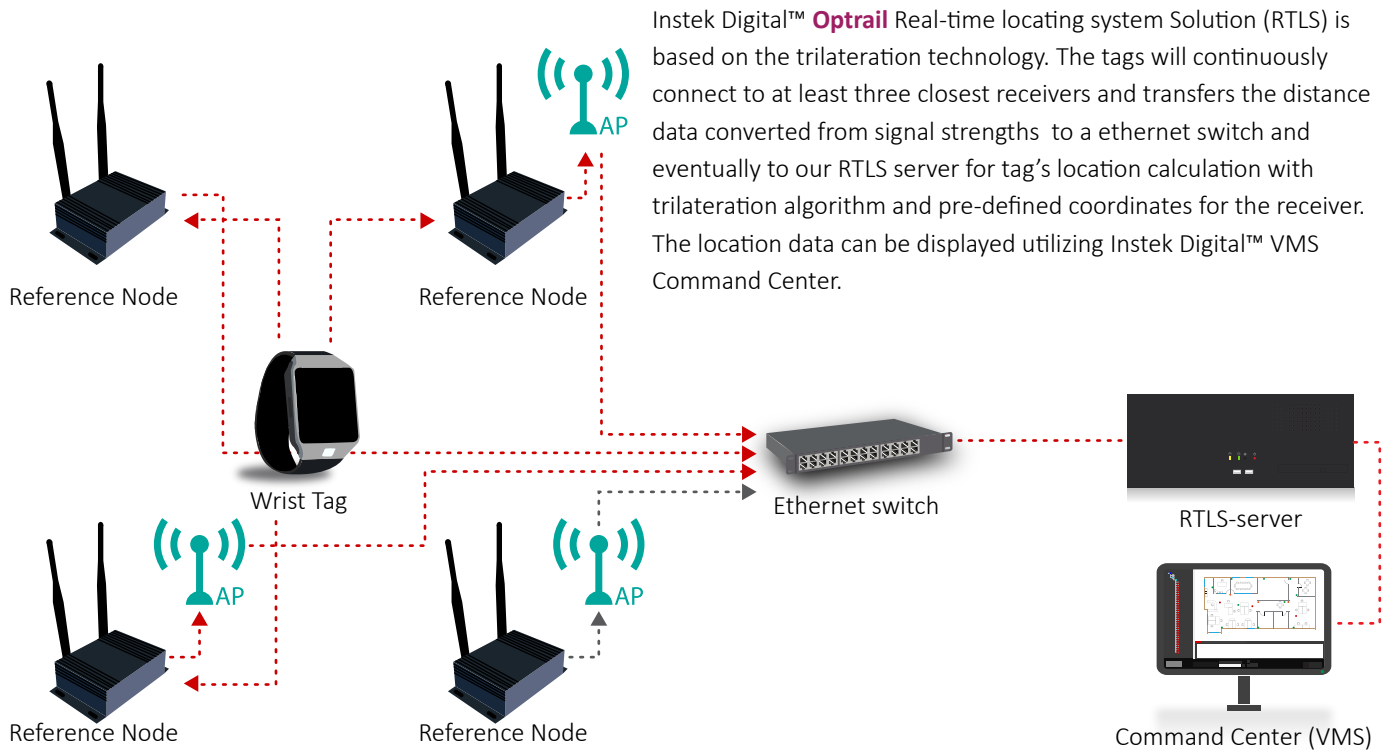 Instek Digital™ Optrail Real-time locating system Solution (RTLS) is
based on the trilateration technology. The tags will continuously
connect to at least three closest receivers and transfers the distance
data converted from signal strengths  to a ethernet switch and
eventually to our RTLS server for tag’s location calculation with
trilateration algorithm and pre-defined coordinates for the receiver.
The location data can be displayed utilizing Instek Digital™ VMS
Command Center.
AP
Reference Node
Reference Node
Wrist Tag
Ethernet switch
RTLS-server
AP
AP
Reference Node
Reference Node
Command Center (VMS)